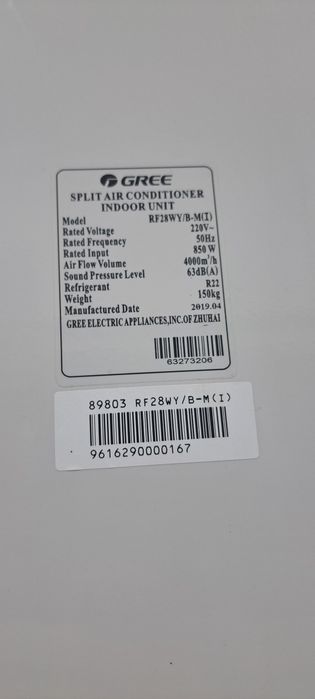 GREE
SPLIT AIR CONDITIONER
INDOOR UNIT
Model RF28WY/B-M(I)
Rated Voltage 220V~
Rated Frequency 50Hz
Rated Input 850 W
Air Flow Volume 4000m³/h
Sound Pressure Level 63dB(A)
Refrigerant R22
Weight 150kg
Manufactured Date 2019.04
GREE ELECTRIC APPLIANCES,INC.OF ZHUHAI
63273206
89803 RF28WY/B-M(I)
9616290000167